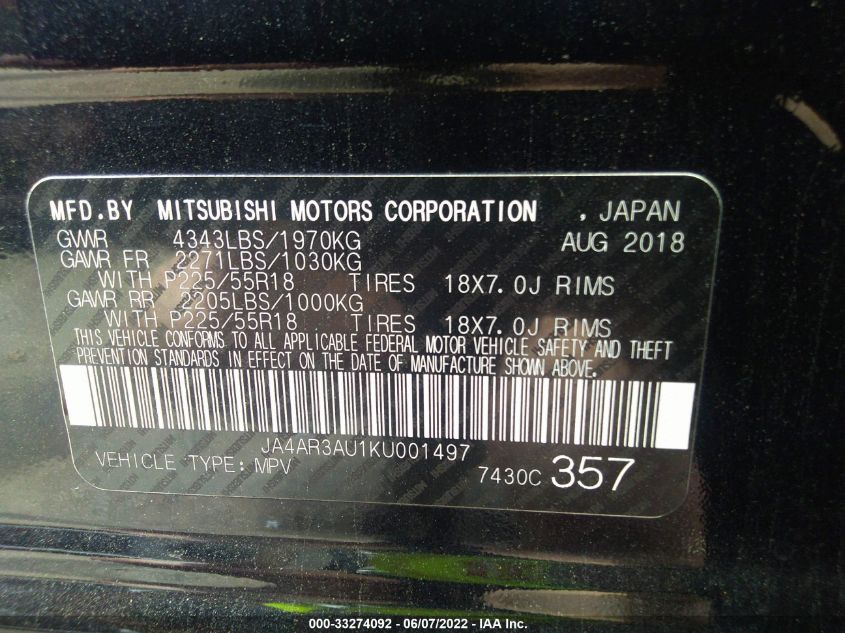 MFD.BY MITSUBISHI MOTORS CORPORATION , JAPAN
GVWR 4343LBS/1970KG AUG 2018
GAWR FR 2271LBS/1030KG
WITH P225/55R18 TIRES 18X7.0J RIMS
GAWR RR 2205LBS/1000KG
WITH P225/55R18 TIRES 18X7.0J RIMS
THIS VEHICLE CONFORMS TO ALL APPLICABLE FEDERAL MOTOR VEHICLE SAFETY AND THEFT
PREVENTION STANDARDS IN EFFECT ON THE DATE OF MANUFACTURE SHOWN ABOVE.
JA4AR3AU1KU001497
VEHICLE TYPE: MPV 7430C 357
000-33274092 - 06/07/2022 - IAA Inc.